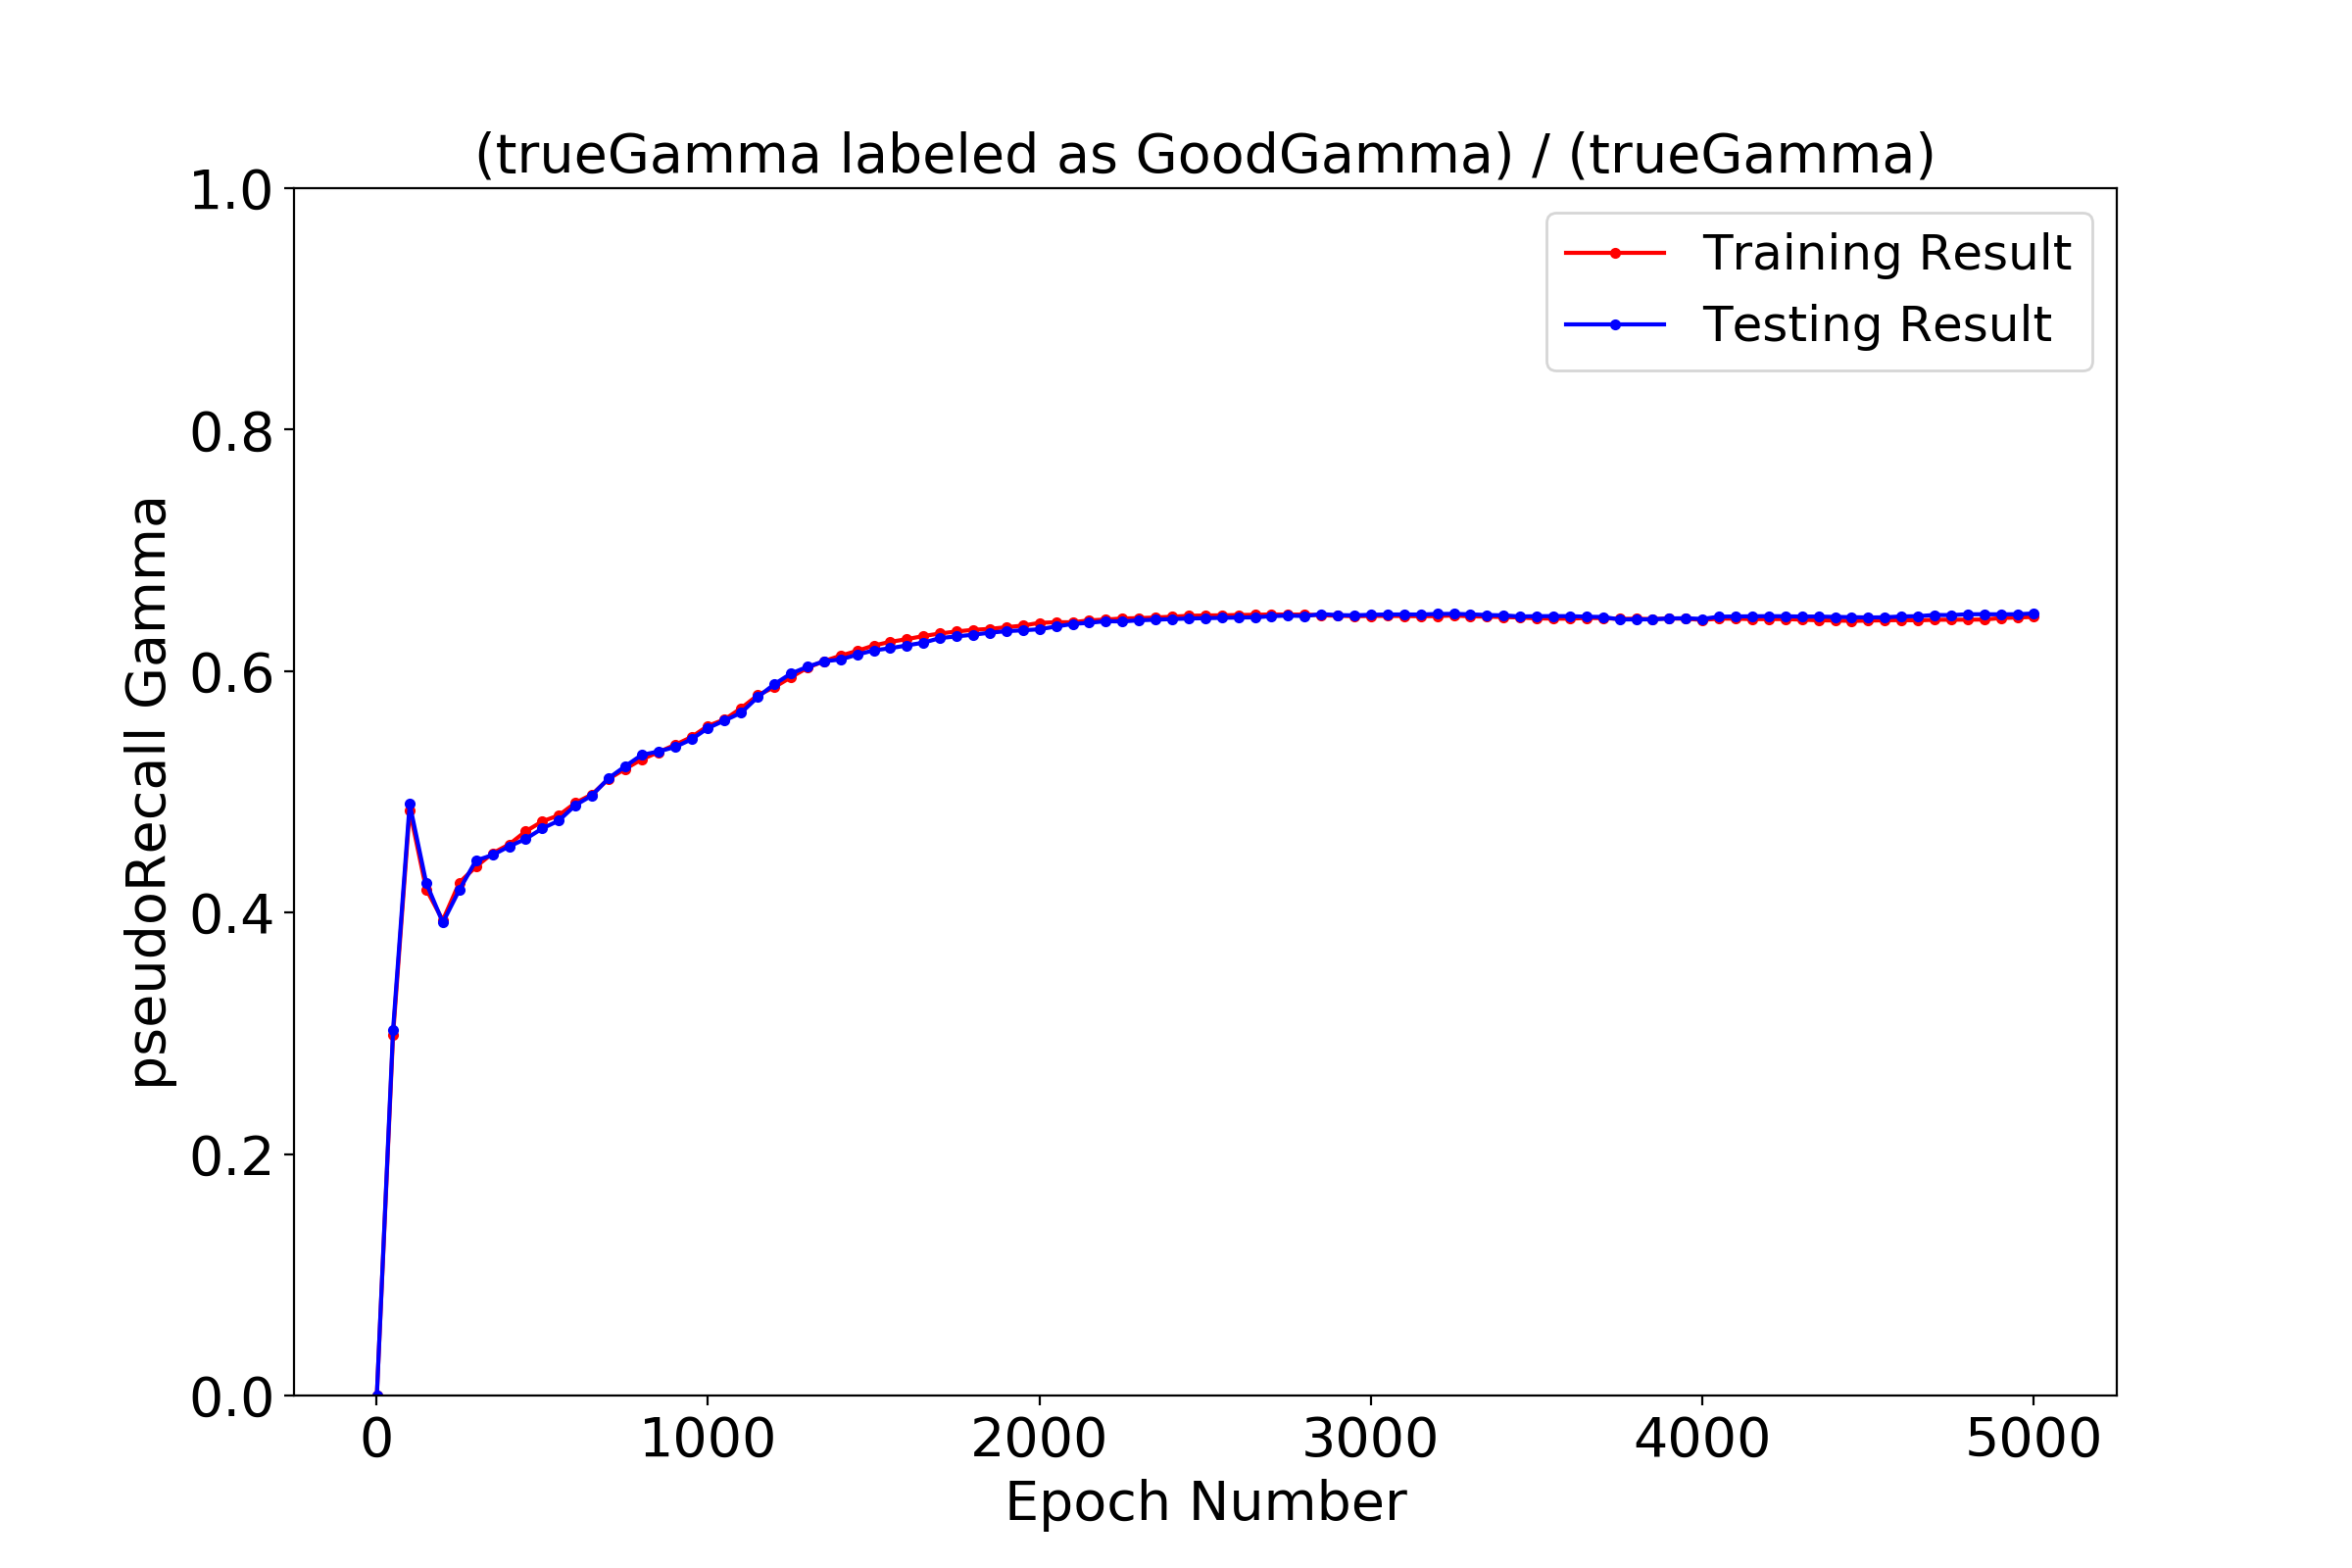 (trueGamma labeled as GoodGamma) / (trueGamma)
1.0
0.8
0.6
0.4
0.2
0.0
pseudoRecall Gamma
Training Result
Testing Result
0 1000 2000 3000 4000 5000
Epoch Number